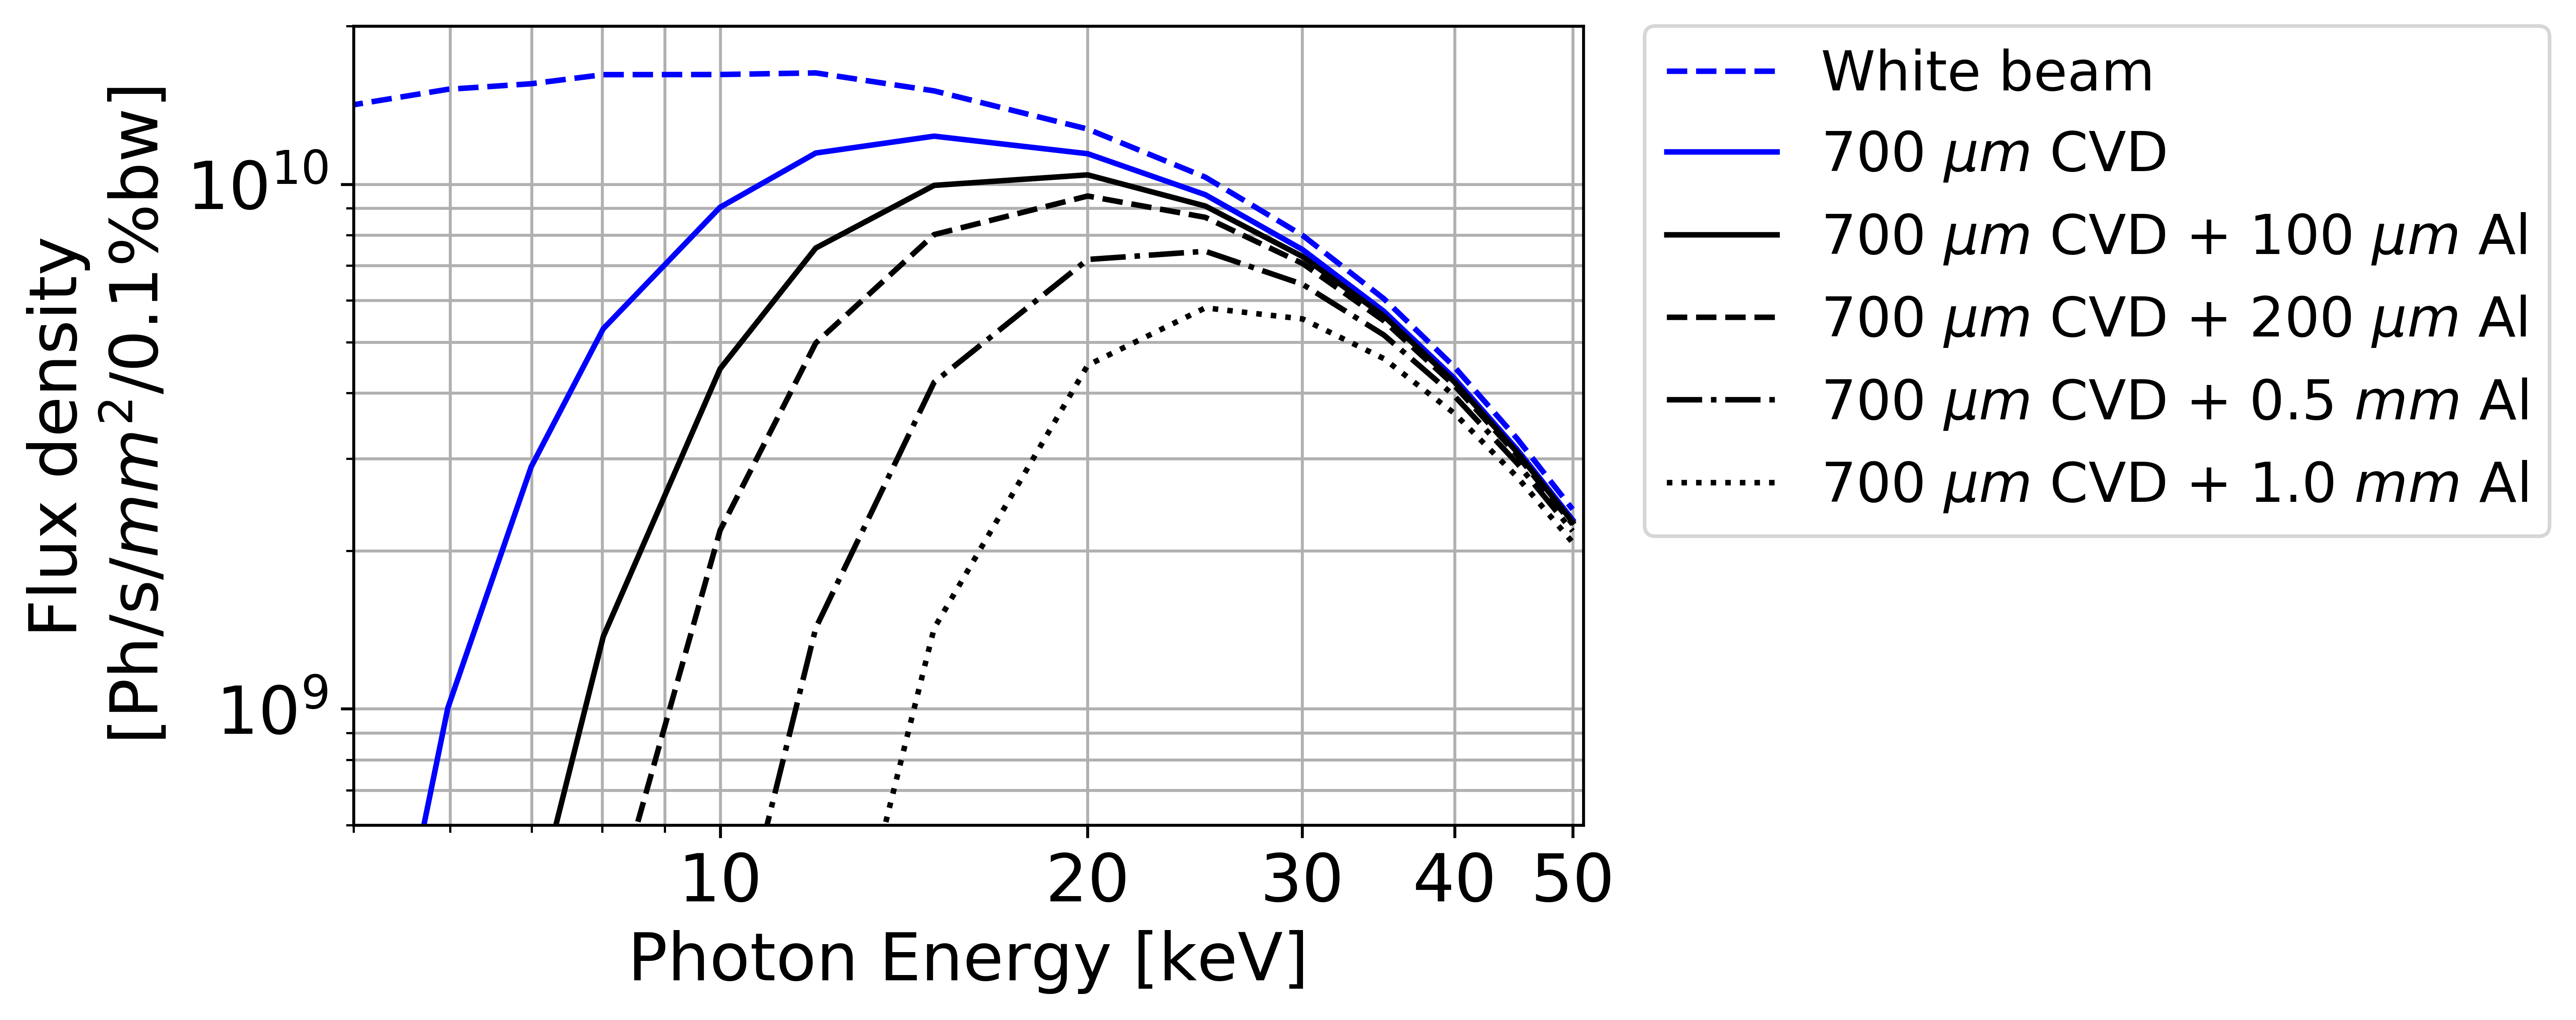 Flux density
[Ph/s/mm²/0.1%bw]
10¹⁰
10⁹
10 20 30 40 50
Photon Energy [keV]
White beam
700 μm CVD
700 μm CVD + 100 μm Al
700 μm CVD + 200 μm Al
700 μm CVD + 0.5 mm Al
700 μm CVD + 1.0 mm Al